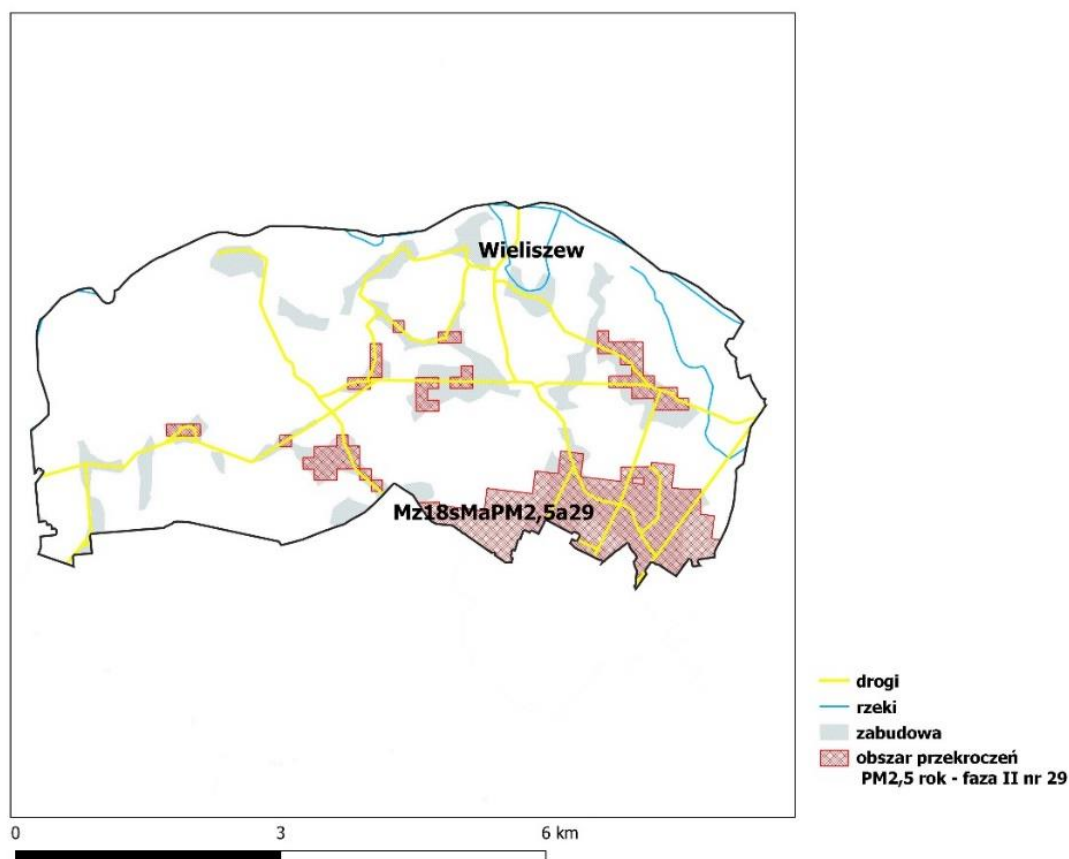 Wieliszew
Mz18sMaPM2,5a29
drogi
rzeki
zabudowa
obszar przekroczeń
PM2,5 rok - faza II nr 29
0 3 6 km